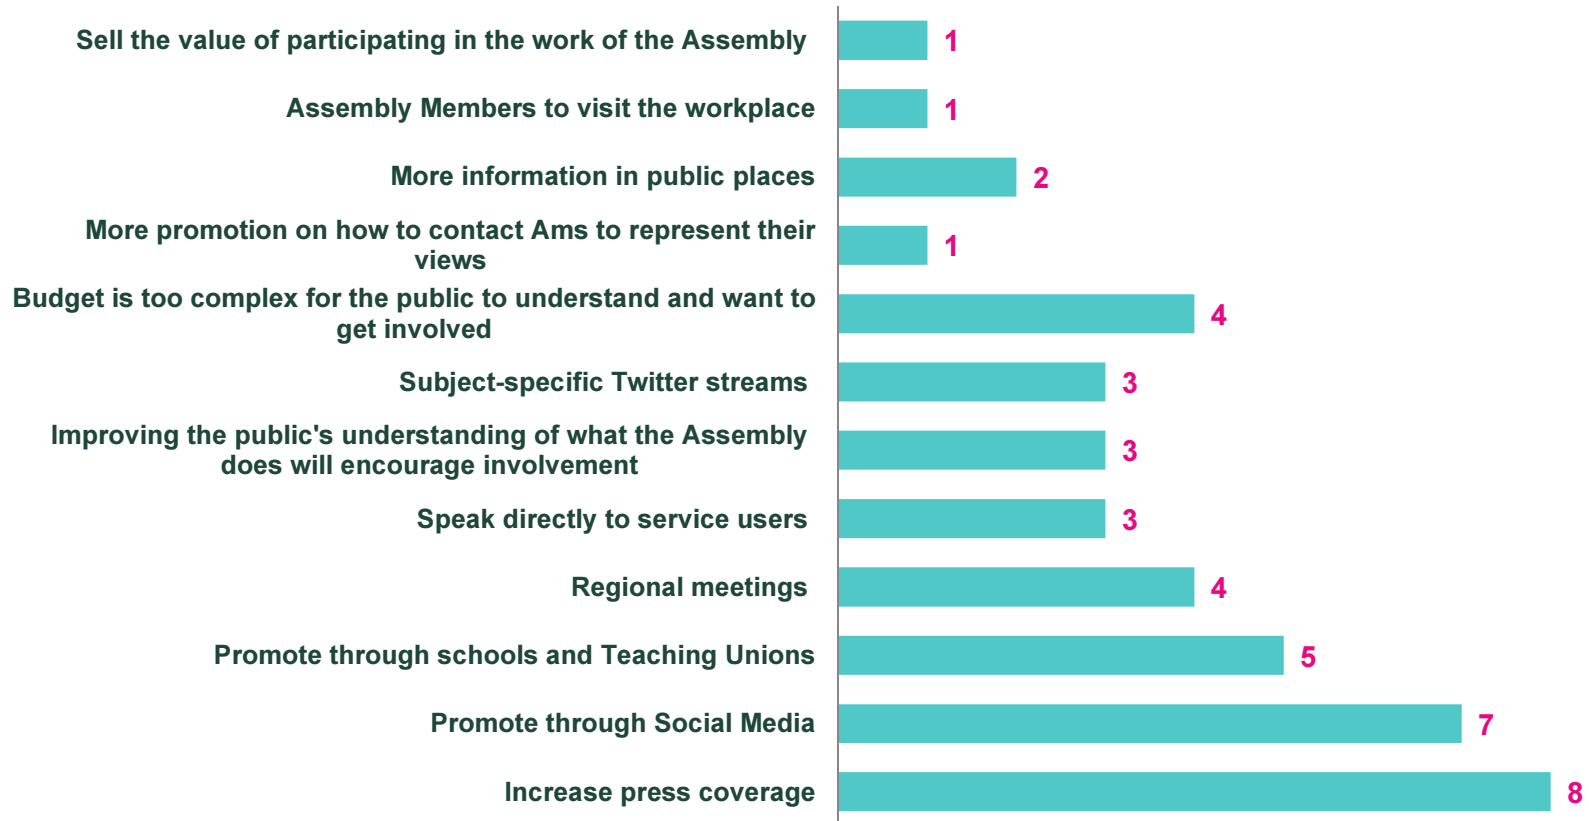 Sell the value of participating in the work of the Assembly
1
Assembly Members to visit the workplace
1
More information in public places
2
More promotion on how to contact Ams to represent their
views
1
Budget is too complex for the public to understand and want to
get involved
4
Subject-specific Twitter streams
3
Improving the public's understanding of what the Assembly
does will encourage involvement
3
Speak directly to service users
3
Regional meetings
4
Promote through schools and Teaching Unions
5
Promote through Social Media
7
Increase press coverage
8